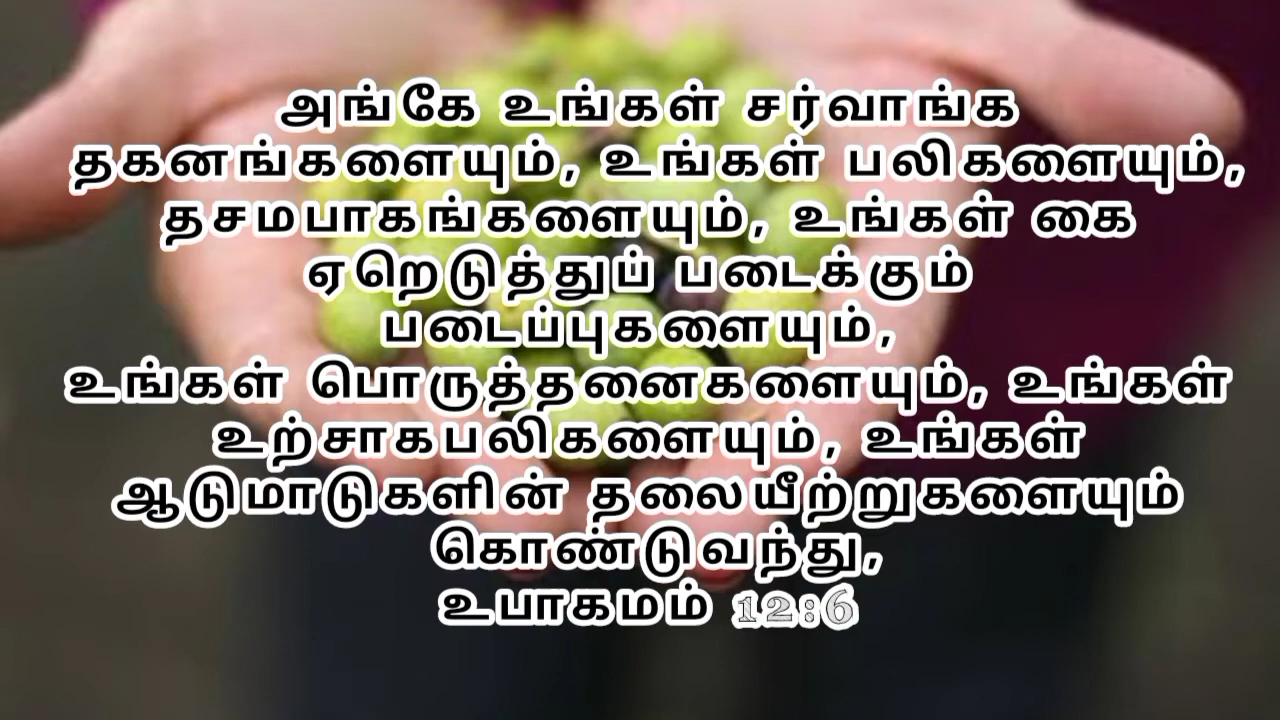 அங்கே உங்கள் சர்வாங்க
தகனங்களையும், உங்கள் பலிகளையும்,
தசமபாகங்களையும், உங்கள் கை
ஏறெடுத்துப் படைக்கும்
படைப்புகளையும்,
உங்கள் பொருத்தனைகளையும், உங்கள்
உற்சாகபலிகளையும், உங்கள்
ஆடுமாடுகளின் தலையீற்றுகளையும்
கொண்டுவந்து,
உபாகமம் 12:6